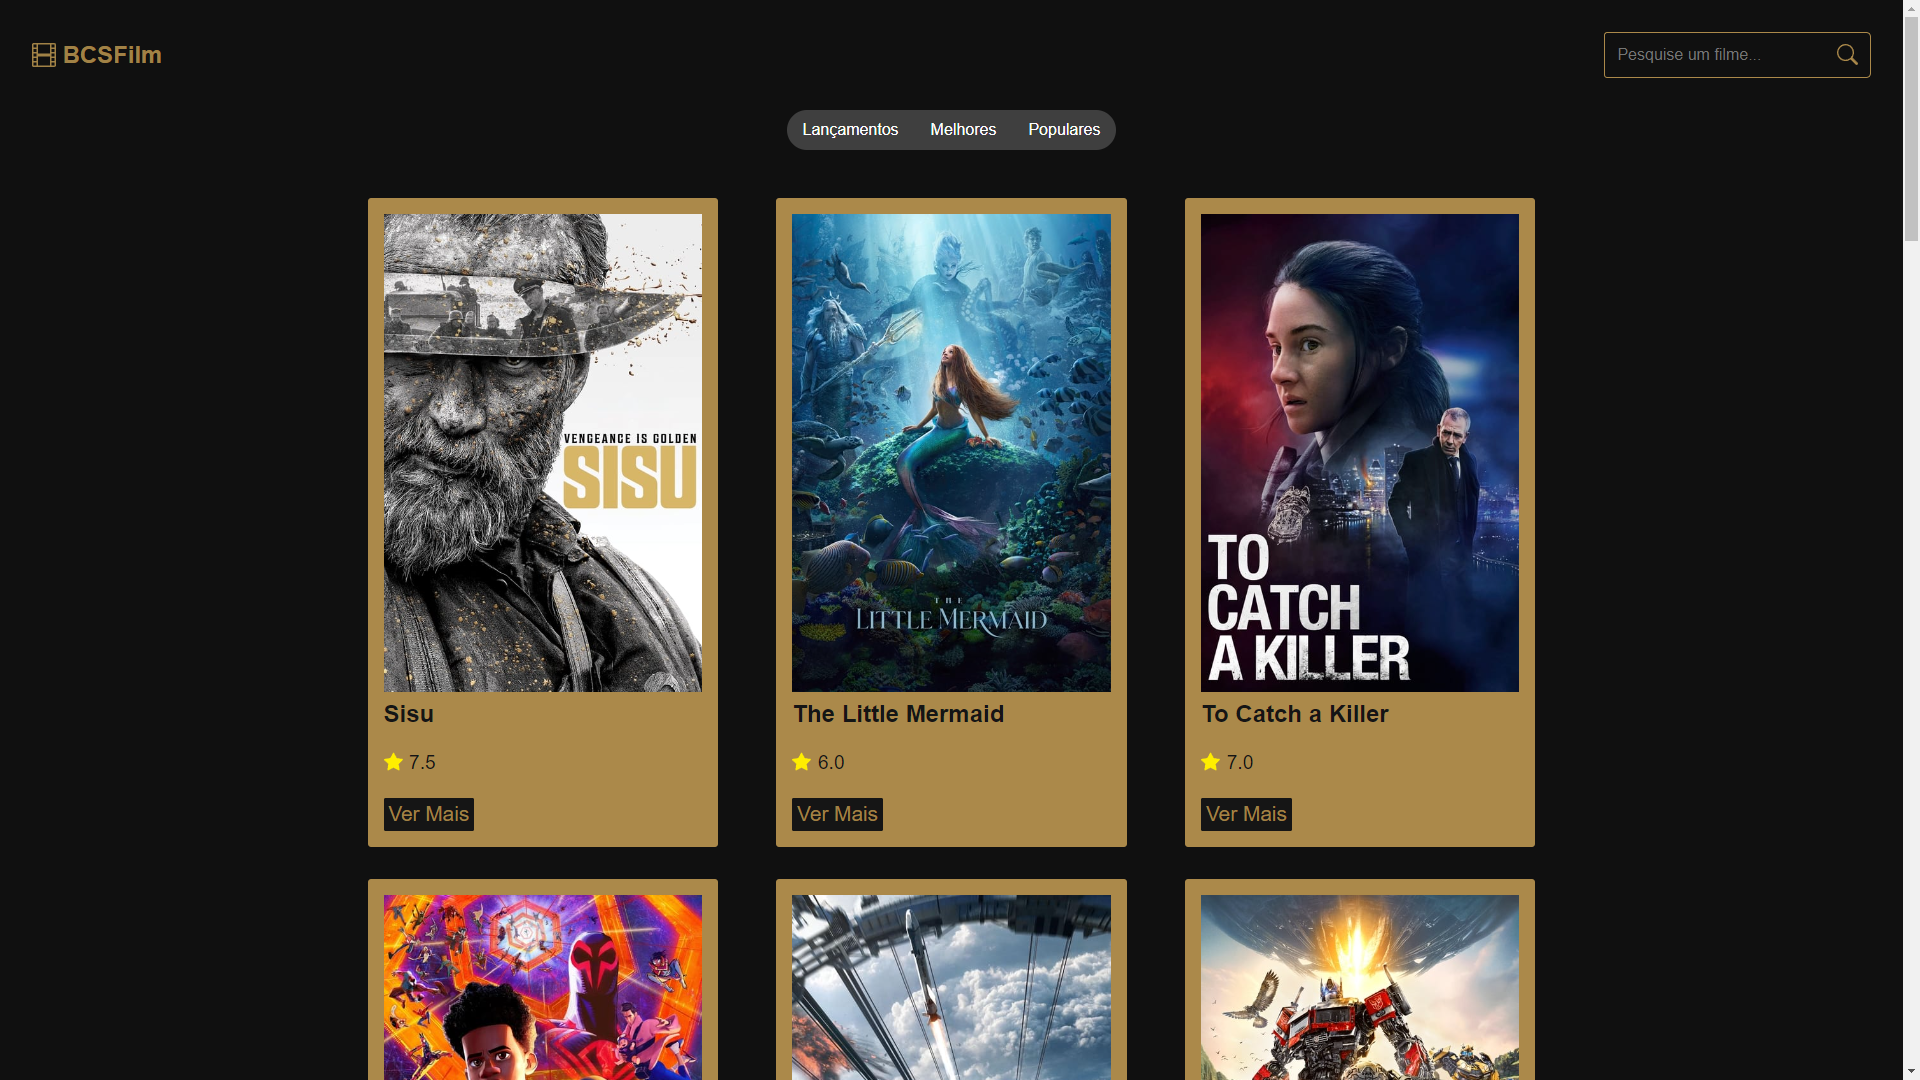 BCSFilm
Pesquise um filme...
Lançamentos
Melhores
Populares
VENGEANCE IS GOLDEN
SISU
THE
LITTLE MERMAID
TO
CATCH
A KILLER
Sisu
7.5
Ver Mais
The Little Mermaid
6.0
Ver Mais
To Catch a Killer
7.0
Ver Mais